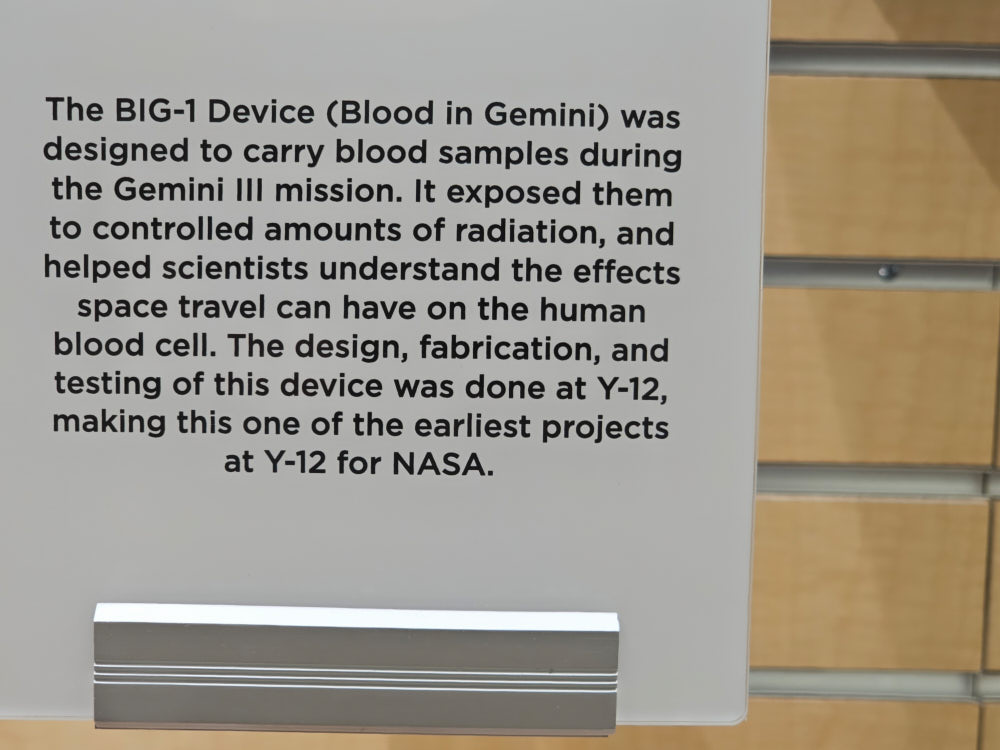 The BIG-1 Device (Blood in Gemini) was
designed to carry blood samples during
the Gemini III mission. It exposed them
to controlled amounts of radiation, and
helped scientists understand the effects
space travel can have on the human
blood cell. The design, fabrication, and
testing of this device was done at Y-12,
making this one of the earliest projects
at Y-12 for NASA.